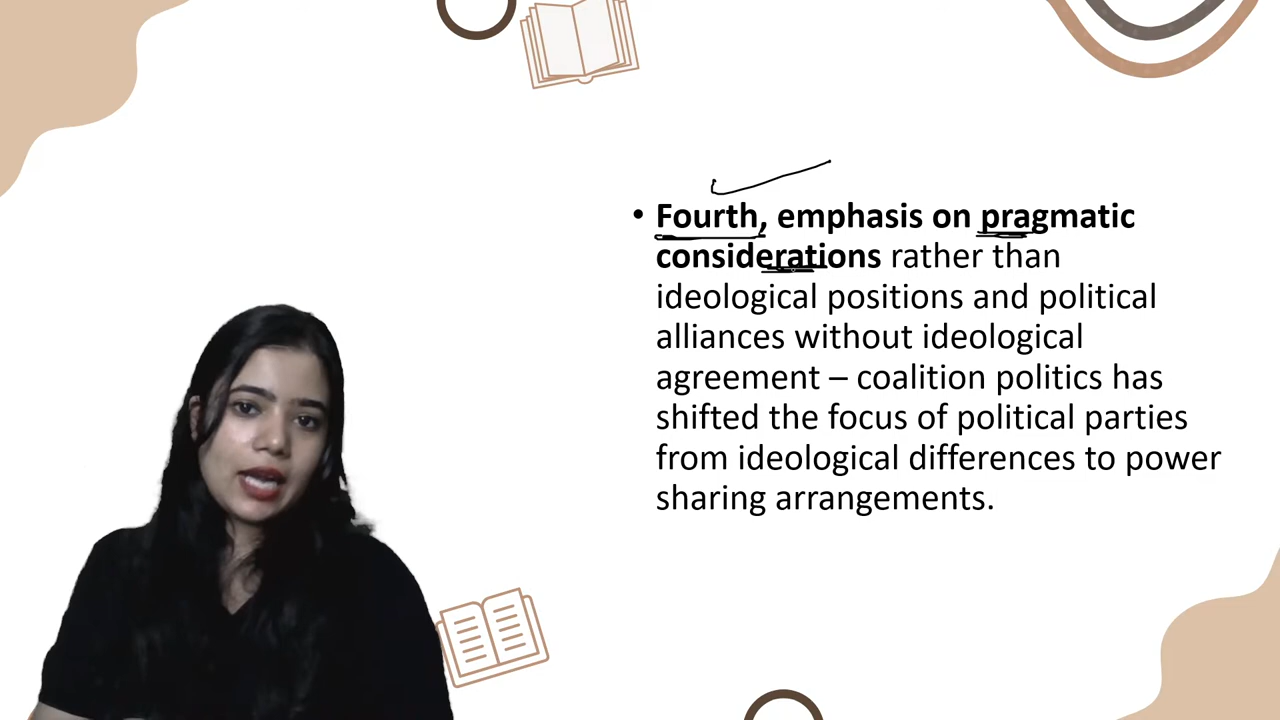 • Fourth, emphasis on pragmatic
considerations rather than
ideological positions and political
alliances without ideological
agreement – coalition politics has
shifted the focus of political parties
from ideological differences to power
sharing arrangements.